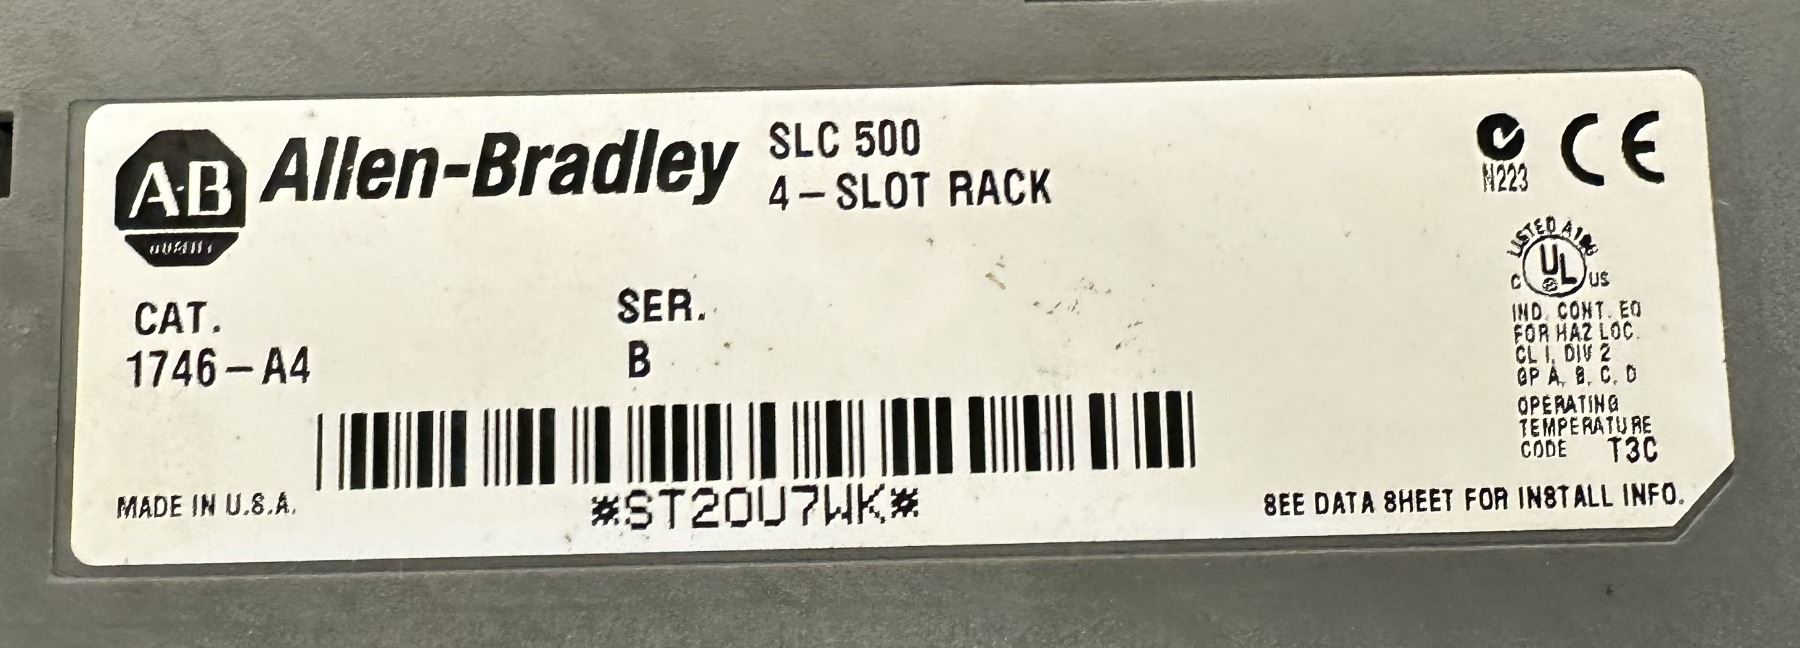 A·B
QUALITY
Allen-Bradley
SLC 500
4-SLOT RACK
N223
CE
CAT.
1746-A4
SER.
B
LISTED A196
C UL US
IND. CONT. EQ
FOR HAZ LOC.
CL I, DIV 2
GP A, B, C, D
OPERATING
TEMPERATURE
CODE T3C
MADE IN U.S.A.
*ST20U7WK*
SEE DATA SHEET FOR INSTALL INFO.